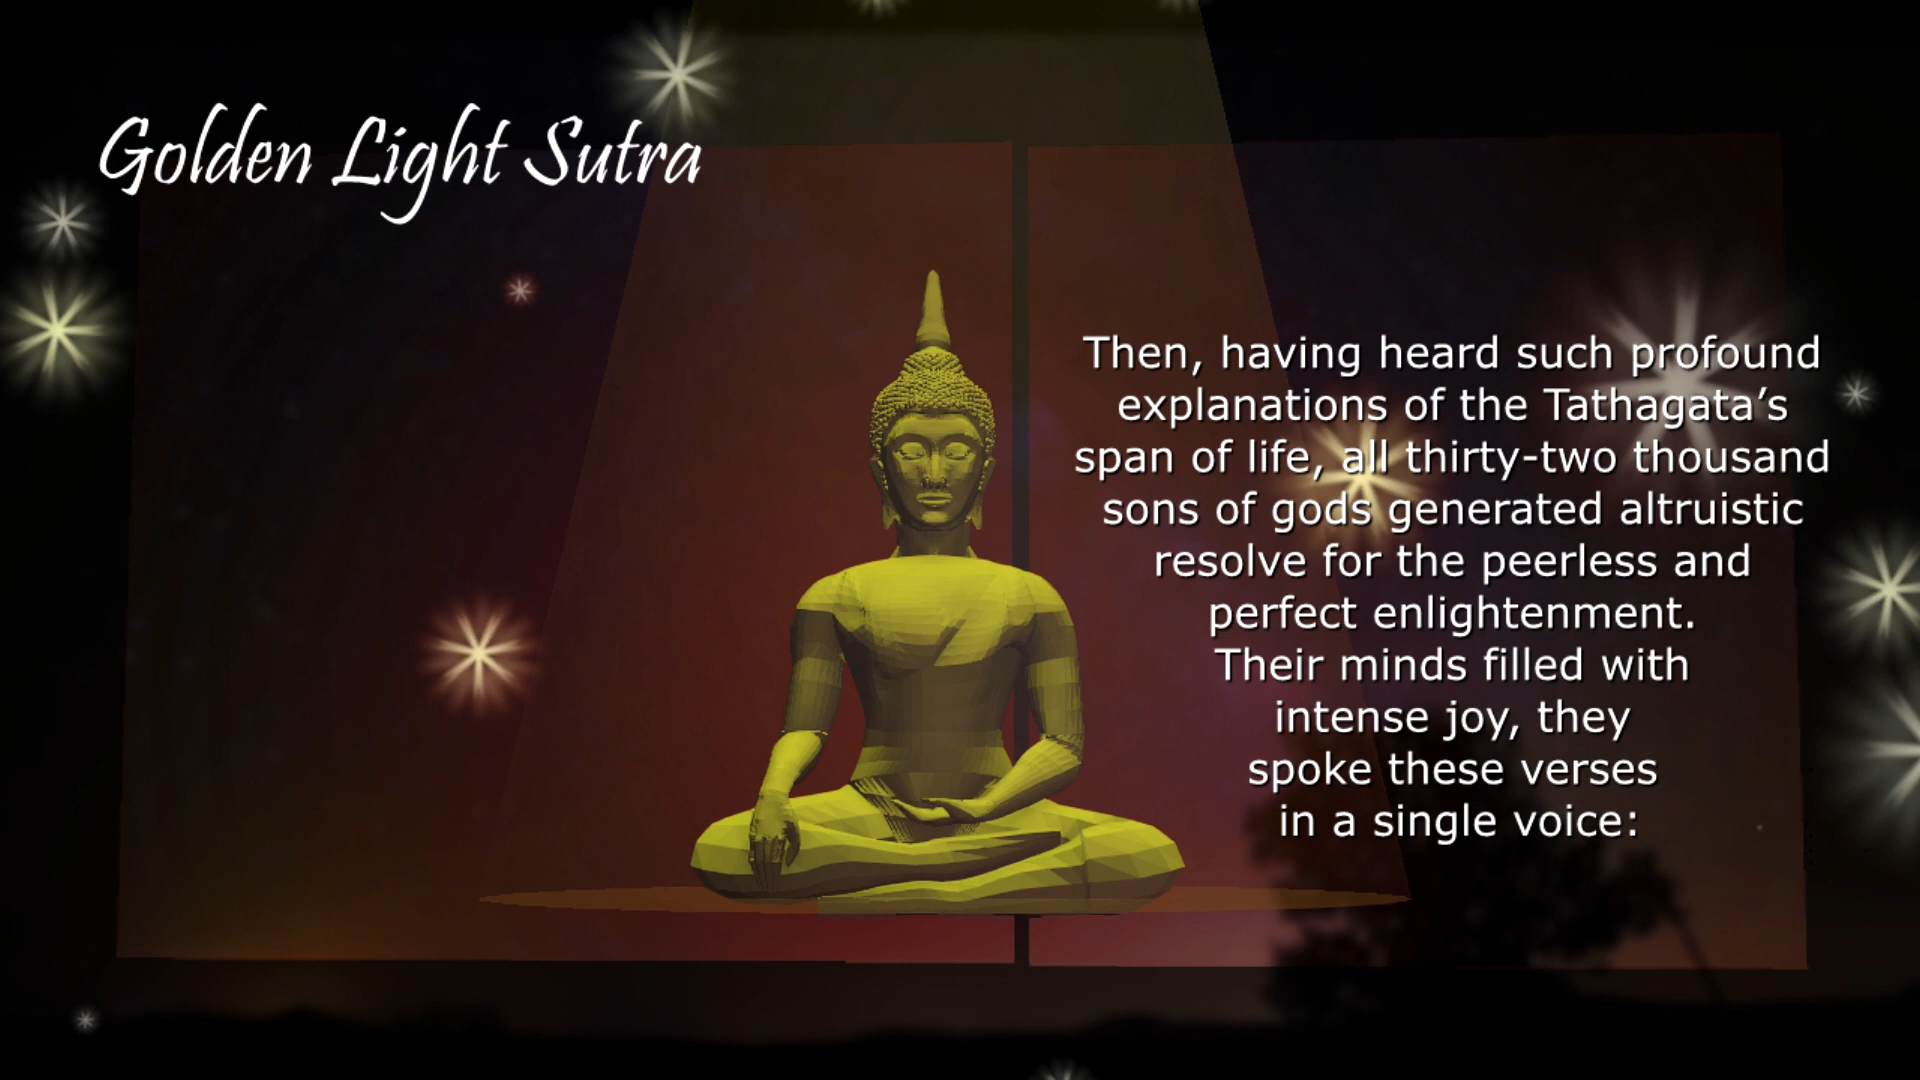 Golden Light Sutra
Then, having heard such profound
explanations of the Tathagata’s
span of life, all thirty-two thousand
sons of gods generated altruistic
resolve for the peerless and
perfect enlightenment.
Their minds filled with
intense joy, they
spoke these verses
in a single voice: